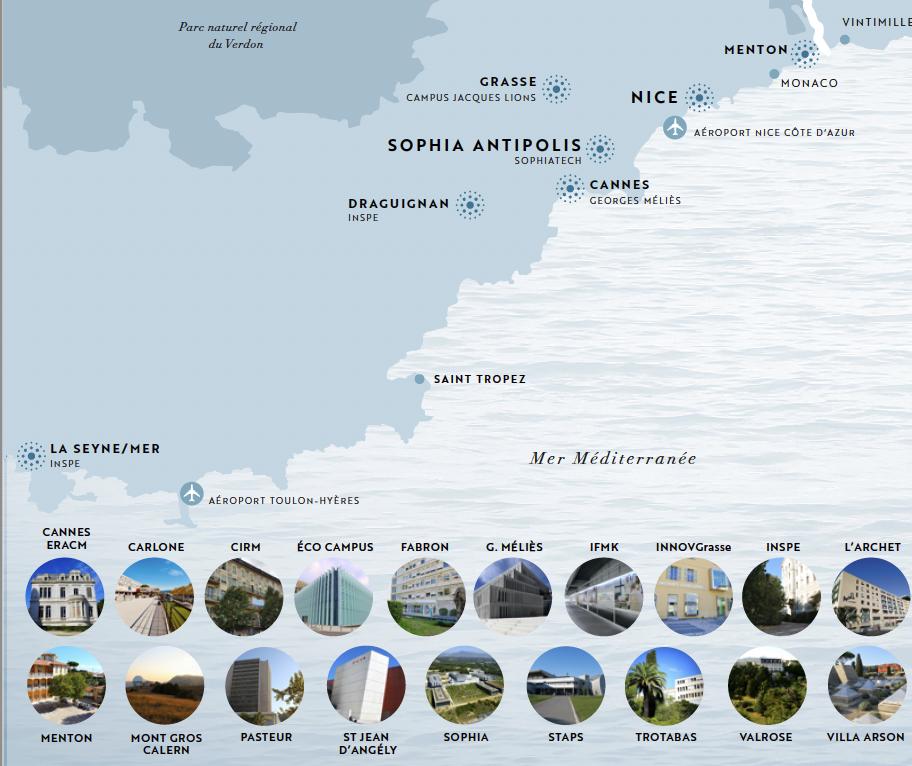 Parc naturel régional
du Verdon
VINTIMILLE
MENTON
MONACO
GRASSE
CAMPUS JACQUES LIONS
NICE
AÉROPORT NICE CÔTE D'AZUR
SOPHIA ANTIPOLIS
SOPHIATECH
CANNES
GEORGES MÉLIÈS
DRAGUIGNAN
INSPE
SAINT TROPEZ
LA SEYNE/MER
INSPE
Mer Méditerranée
AÉROPORT TOULON-HYÈRES
CANNES
ERACM
CARLONE
CIRM
ÉCO CAMPUS
FABRON
G. MÉLIÈS
IFMK
INNOVGrasse
INSPE
L'ARCHET
MENTON
MONT GROS
CALERN
PASTEUR
ST JEAN
D'ANGÉLY
SOPHIA
STAPS
TROTABAS
VALROSE
VILLA ARSON